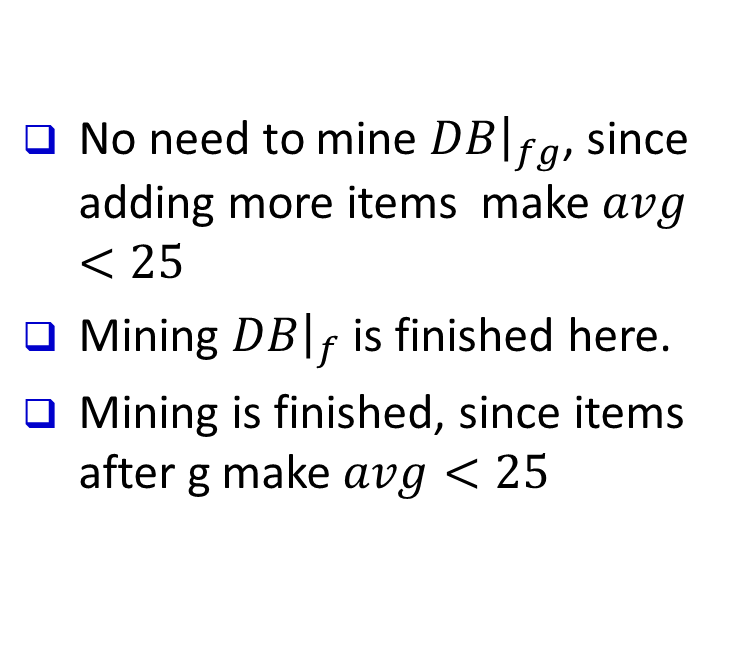 ❑ No need to mine DB|fg, since
adding more items make avg
< 25
❑ Mining DB|f is finished here.
❑ Mining is finished, since items
after g make avg < 25